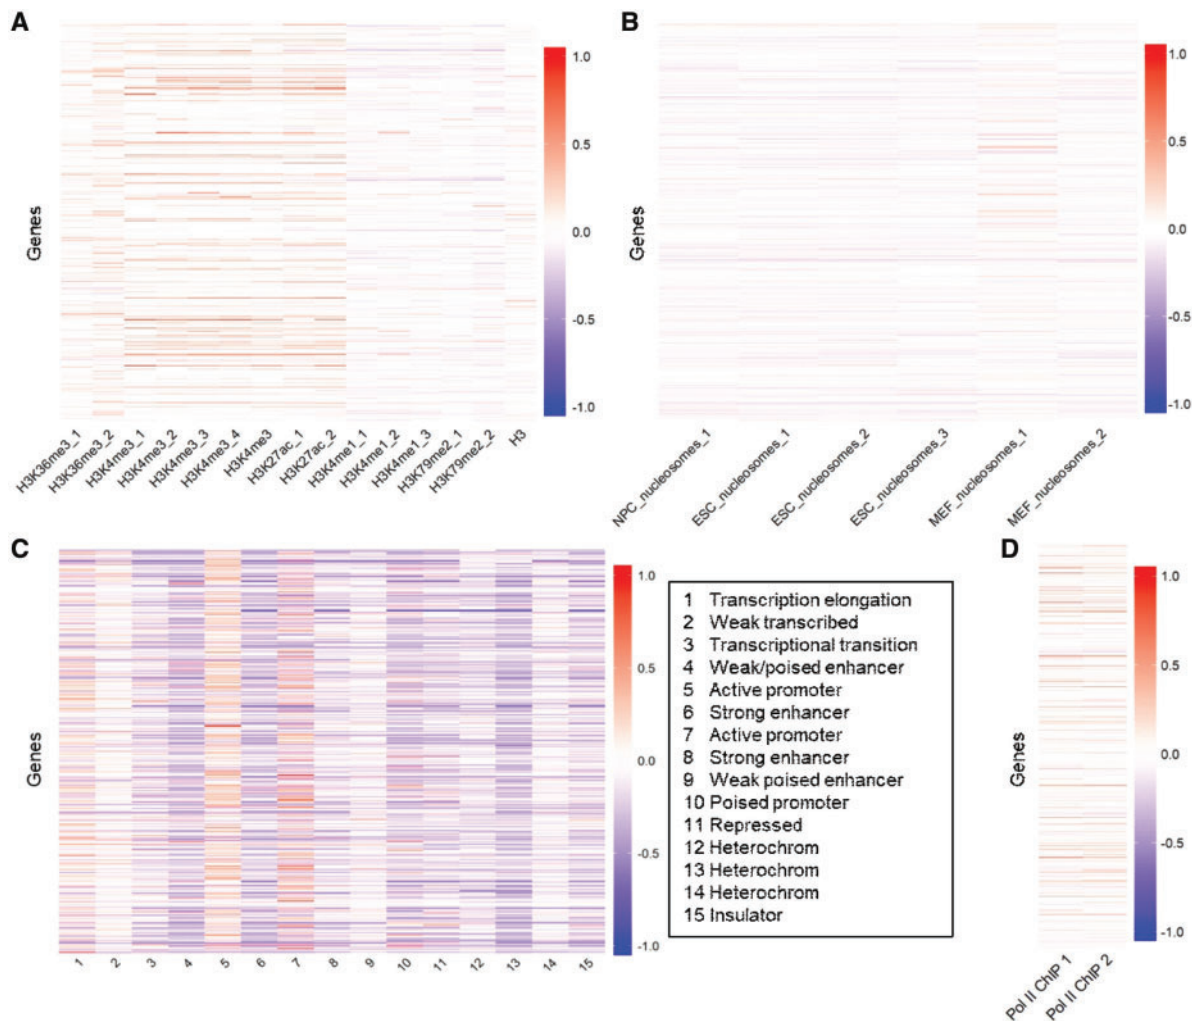 A
Genes
1.0
0.5
0.0
-0.5
-1.0
H3K36me3_1
H3K36me3_2
H3K4me3_1
H3K4me3_2
H3K4me3_3
H3K4me3_4
H3K4me3
H3K27ac_1
H3K27ac_2
H3K4me1_1
H3K4me1_2
H3K4me1_3
H3K79me2_1
H3K79me2_2
H3
B
Genes
1.0
0.5
0.0
-0.5
-1.0
NPC_nucleosomes_1
ESC_nucleosomes_1
ESC_nucleosomes_2
ESC_nucleosomes_3
MEF_nucleosomes_1
MEF_nucleosomes_2
C
Genes
1.0
0.5
0.0
-0.5
-1.0
1 2 3 4 5 6 7 8 9 10 11 12 13 14 15
1 Transcription elongation
2 Weak transcribed
3 Transcriptional transition
4 Weak/poised enhancer
5 Active promoter
6 Strong enhancer
7 Active promoter
8 Strong enhancer
9 Weak poised enhancer
10 Poised promoter
11 Repressed
12 Heterochrom
13 Heterochrom
14 Heterochrom
15 Insulator
D
Genes
1.0
0.5
0.0
-0.5
-1.0
Pol II ChIP 1
Pol II ChIP 2